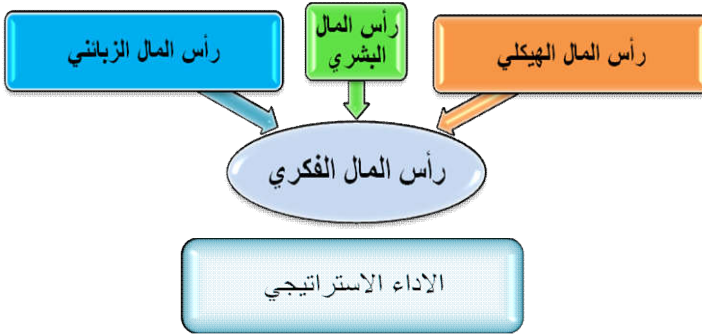 رأس المال الهيكلي
رأس المال
البشري
رأس المال الزبائني
رأس المال الفكري
الاداء الاستراتيجي